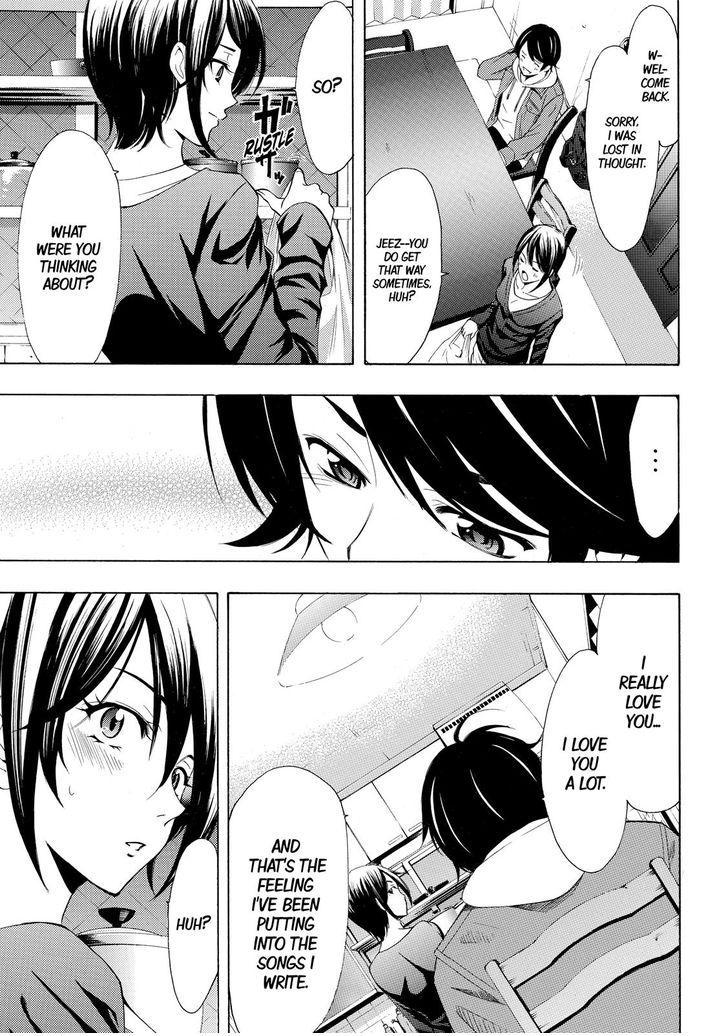 W-
WEL-
COME
BACK.
SORRY.
I WAS
LOST IN
THOUGHT.
JEEZ--YOU
DO GET
THAT WAY
SOMETIMES,
HUH?
SO?
ガサ
RUSTLE
WHAT
WERE YOU
THINKING
ABOUT?
...
I
REALLY
LOVE
YOU...
I LOVE
YOU
A LOT.
AND
THAT'S THE
FEELING
I'VE BEEN
PUTTING
INTO THE
SONGS I
WRITE.
HUH?